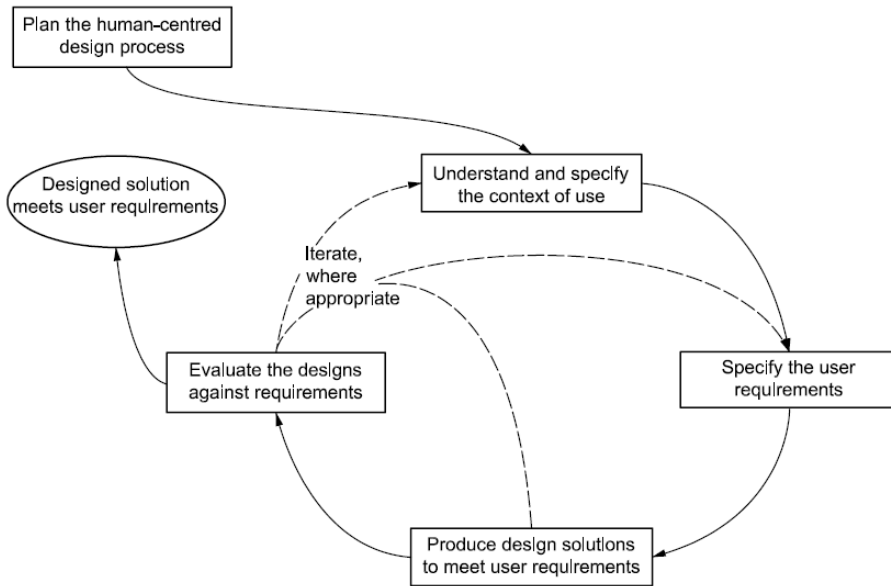 Plan the human-centred
design process
Understand and specify
the context of use
Designed solution
meets user requirements
Iterate,
where
appropriate
Evaluate the designs
against requirements
Specify the user
requirements
Produce design solutions
to meet user requirements